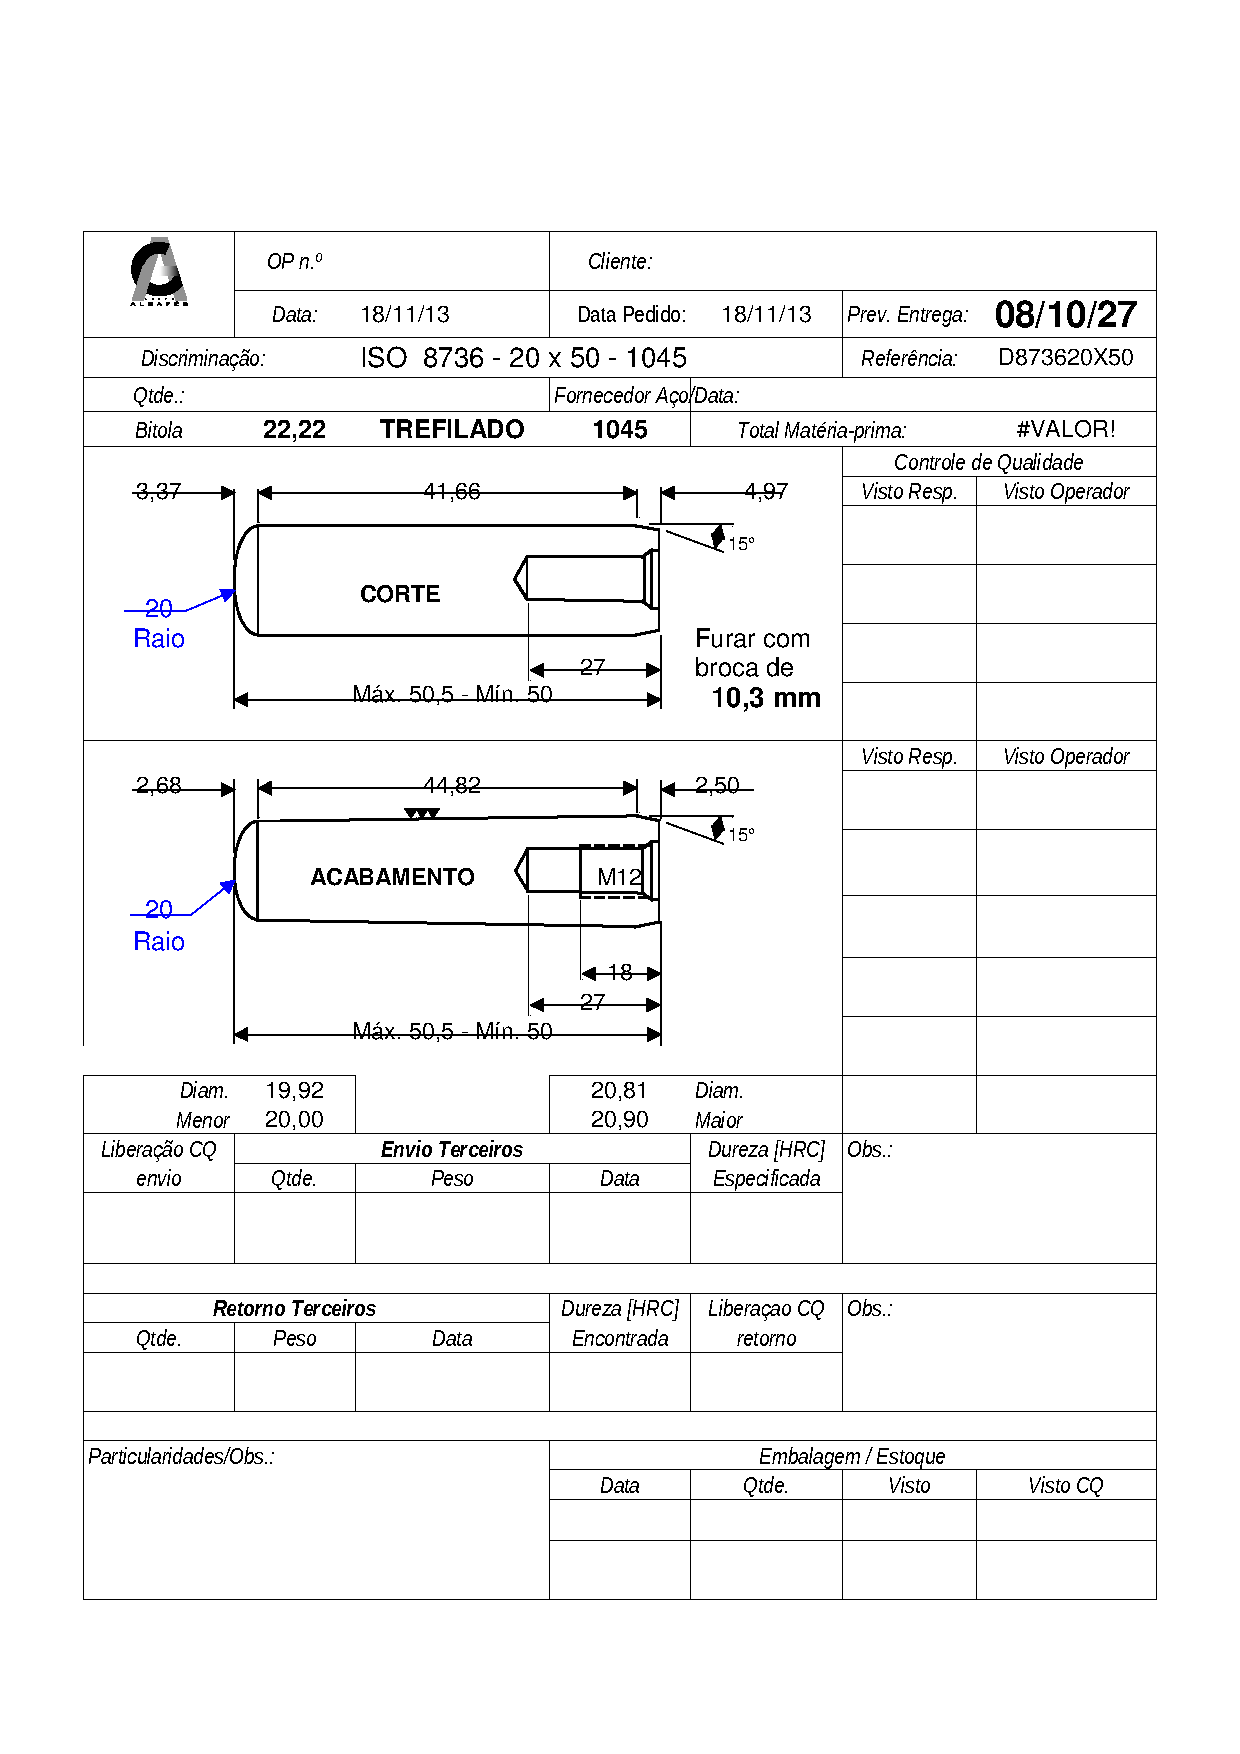 ALBAFER
OP n.º
Cliente:
Data: 18/11/13 Data Pedido: 18/11/13 Prev. Entrega: 08/10/27
Discriminação: ISO 8736 - 20 x 50 - 1045 Referência: D873620X50
Qtde.: Fornecedor Aço/Data:
Bitola 22,22 TREFILADO 1045 Total Matéria-prima: #VALOR!
Controle de Qualidade
3,37 41,66 4,97 Visto Resp. Visto Operador
15°
CORTE
20
Raio Furar com
27 broca de
Máx. 50,5 - Mín. 50 10,3 mm
Visto Resp. Visto Operador
2,68 44,82 2,50
15°
ACABAMENTO M12
20
Raio
18
27
Máx. 50,5 - Mín. 50
Diam. 19,92 20,81 Diam.
Menor 20,00 20,90 Maior
Liberação CQ Envio Terceiros Dureza [HRC] Obs.:
envio Qtde. Peso Data Especificada
Retorno Terceiros Dureza [HRC] Liberaçao CQ Obs.:
Qtde. Peso Data Encontrada retorno
Particularidades/Obs.: Embalagem / Estoque
Data Qtde. Visto Visto CQ